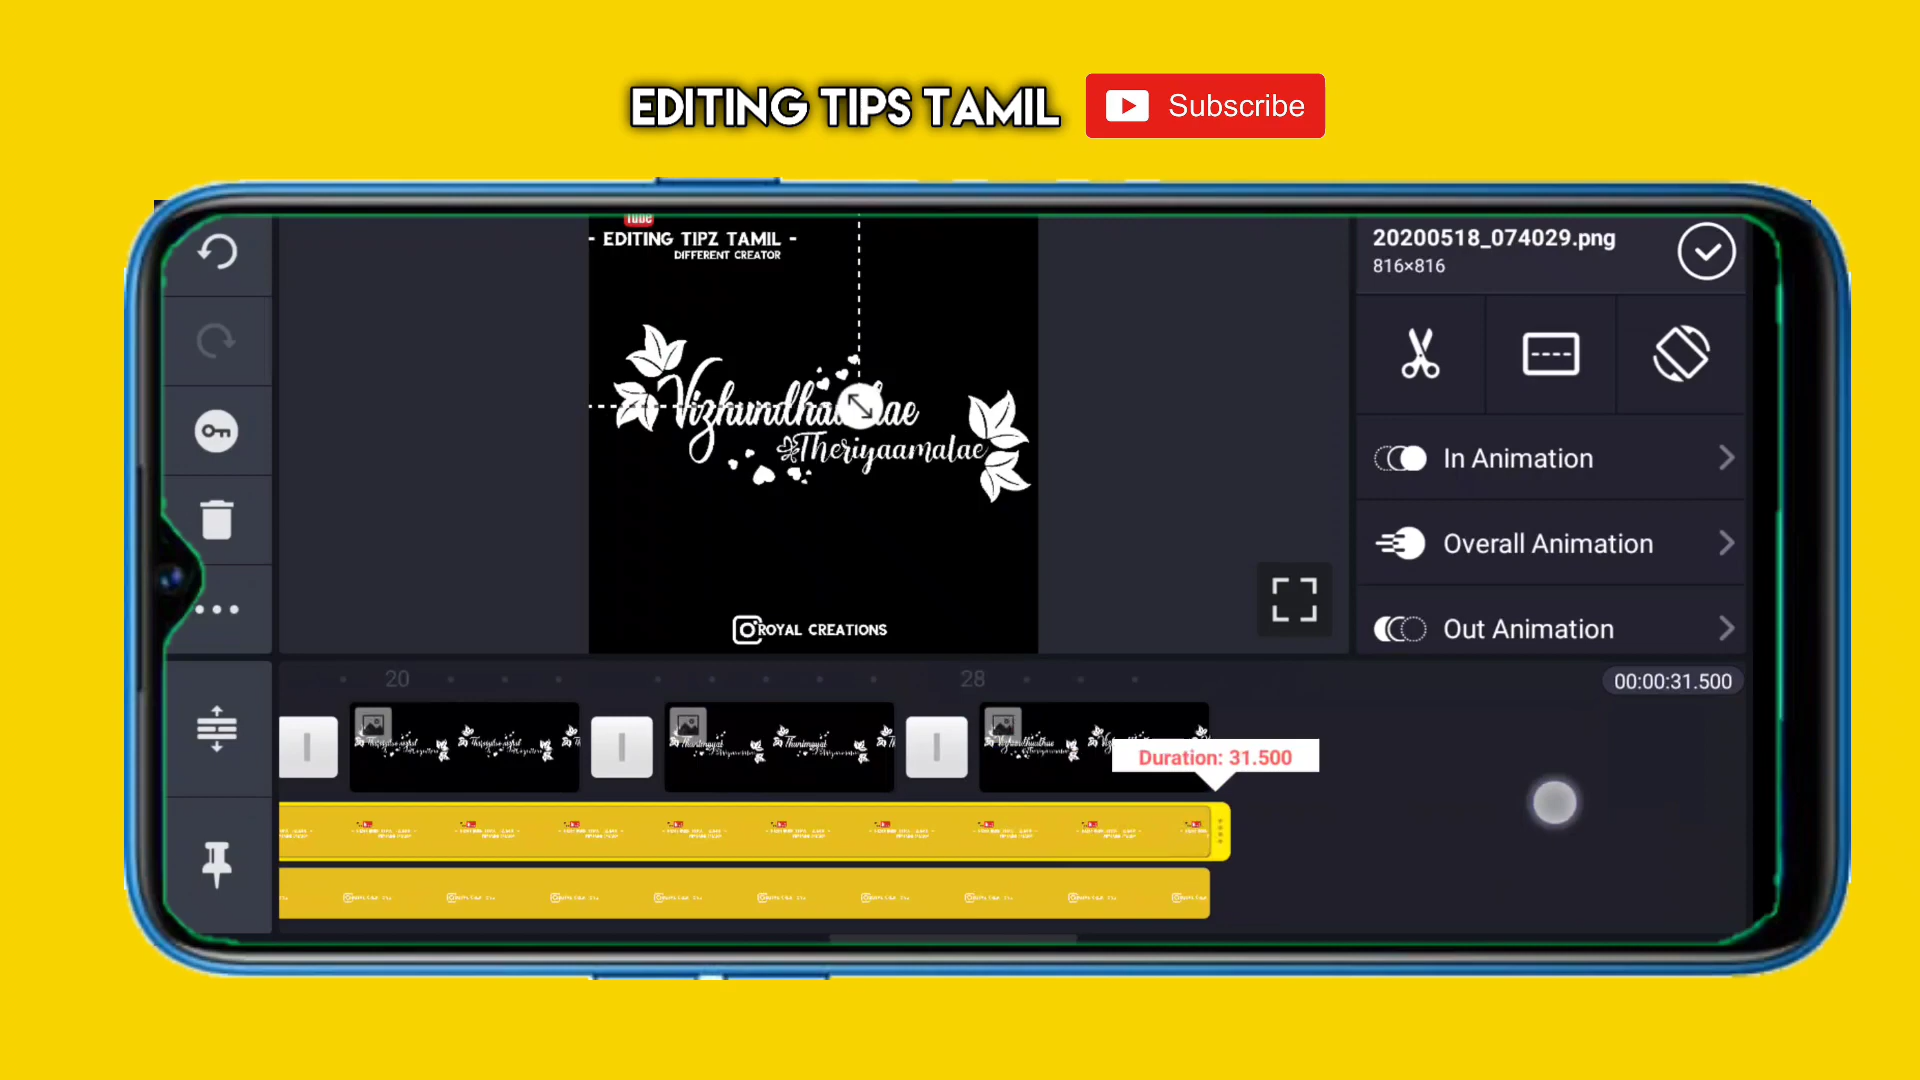 EDITING TIPS TAMIL
Subscribe
Tube
- EDITING TIPZ TAMIL -
DIFFERENT CREATOR
Theriyaamalae
ROYAL CREATIONS
20200518_074029.png
816×816
In Animation
Overall Animation
Out Animation
20
28
00:00:31.500
Duration: 31.500